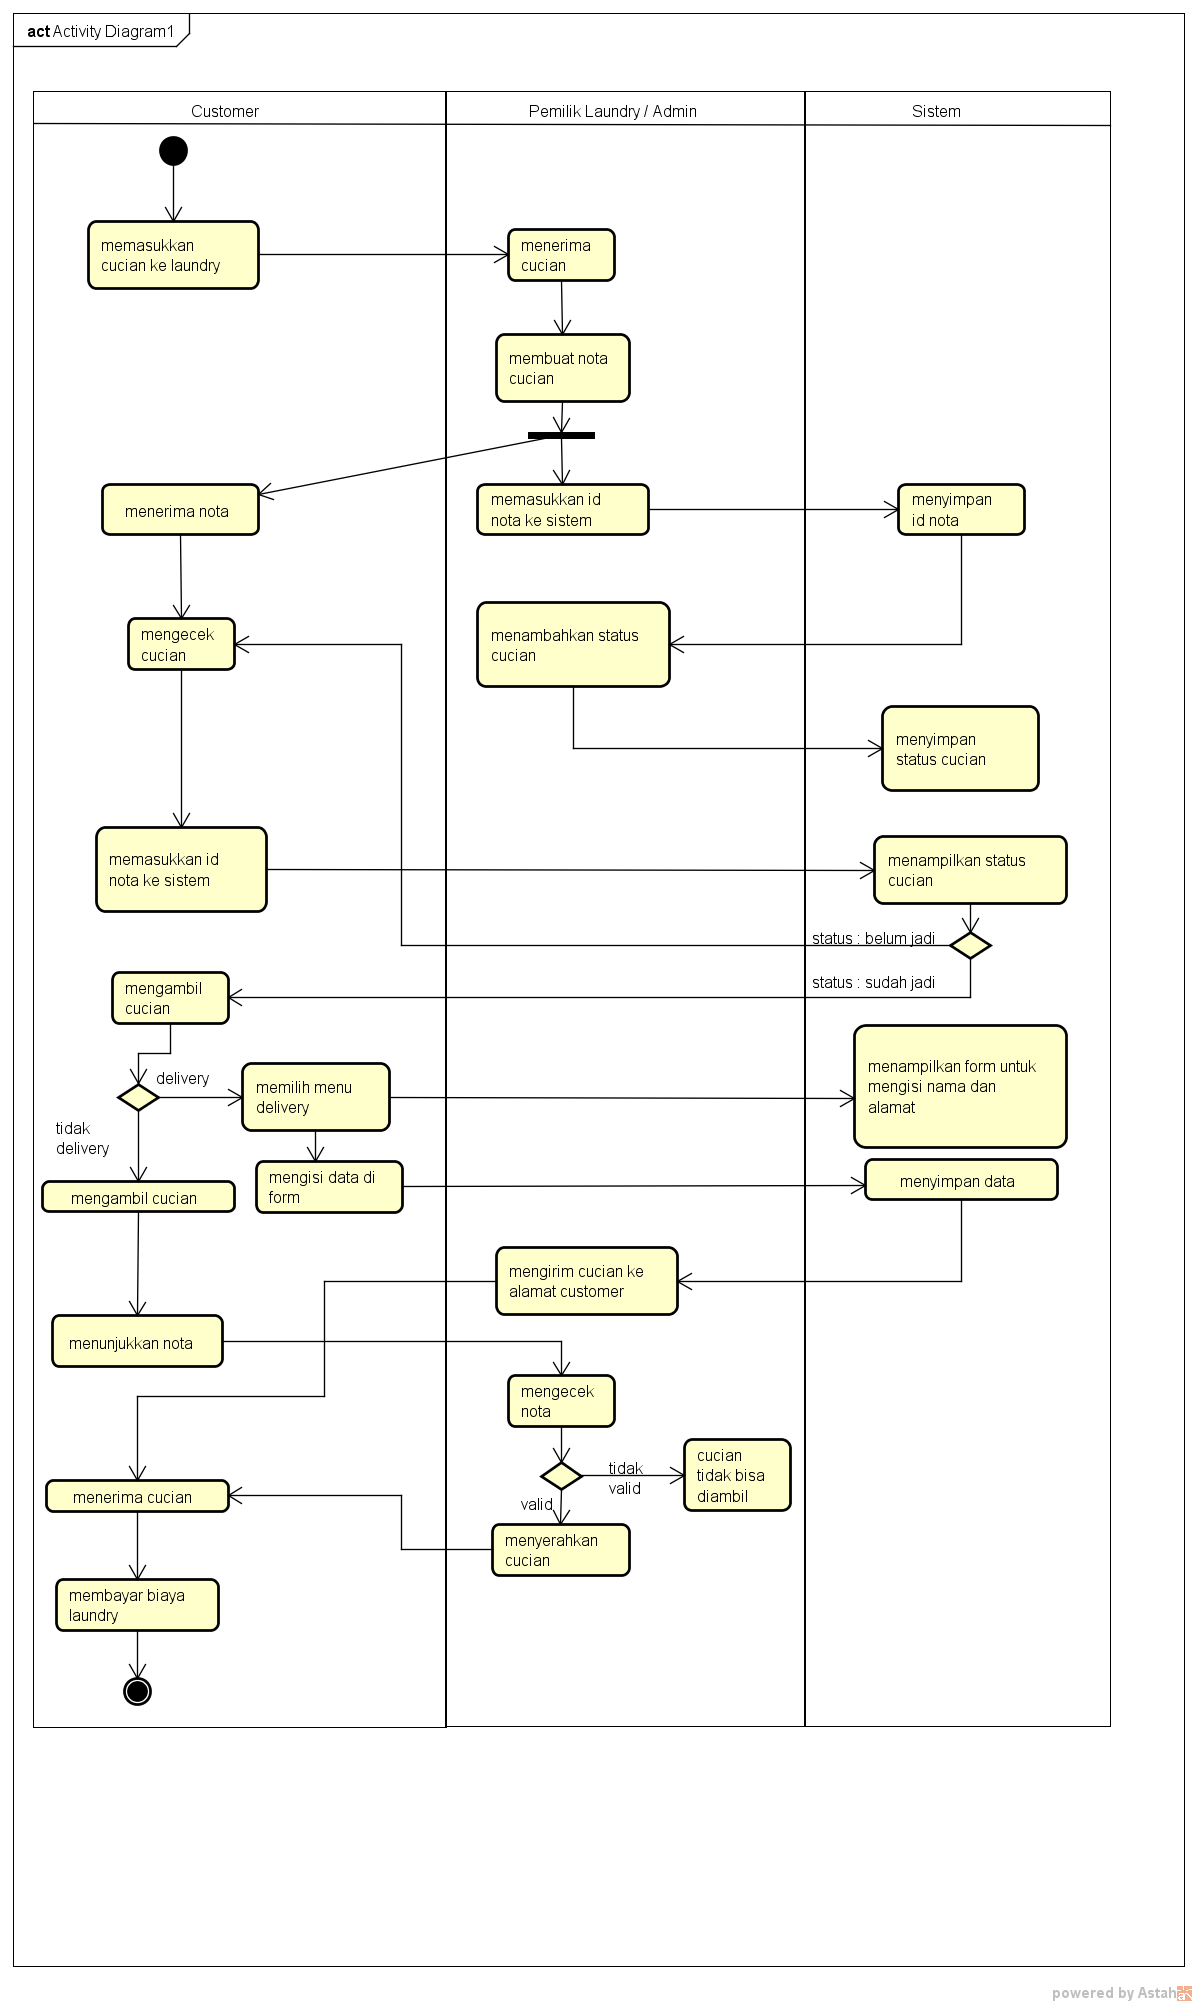 act Activity Diagram1
Customer
Pemilik Laundry / Admin
Sistem
memasukkan
cucian ke laundry
menerima
cucian
membuat nota
cucian
menerima nota
memasukkan id
nota ke sistem
menyimpan
id nota
mengecek
cucian
menambahkan status
cucian
menyimpan
status cucian
memasukkan id
nota ke sistem
menampilkan status
cucian
status : belum jadi
status : sudah jadi
mengambil
cucian
delivery
memilih menu
delivery
menampilkan form untuk
mengisi nama dan
alamat
tidak
delivery
mengambil cucian
mengisi data di
form
menyimpan data
mengirim cucian ke
alamat customer
menunjukkan nota
mengecek
nota
tidak
valid
cucian
tidak bisa
diambil
valid
menerima cucian
menyerahkan
cucian
membayar biaya
laundry
powered by Astah